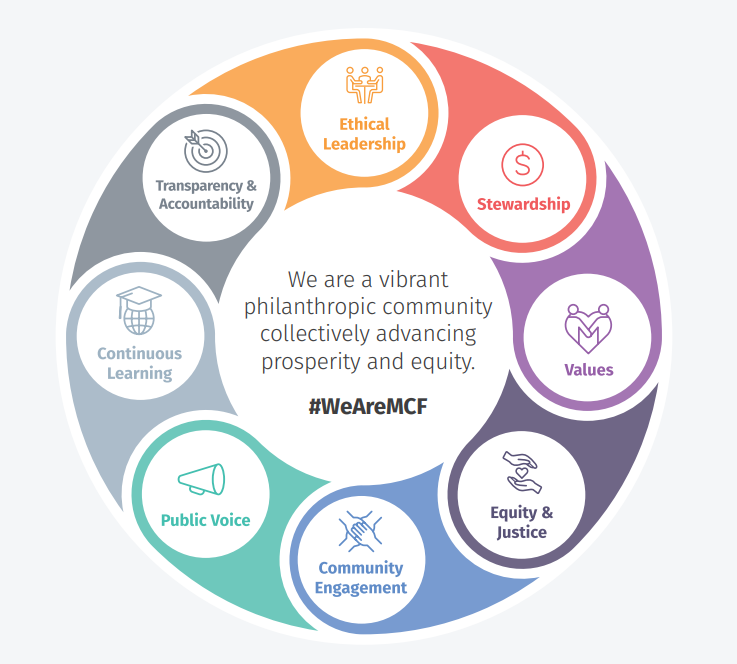 Ethical
Leadership
Stewardship
Values
Equity &
Justice
Community
Engagement
Public Voice
Continuous
Learning
Transparency &
Accountability
We are a vibrant
philanthropic community
collectively advancing
prosperity and equity.
#WeAreMCF